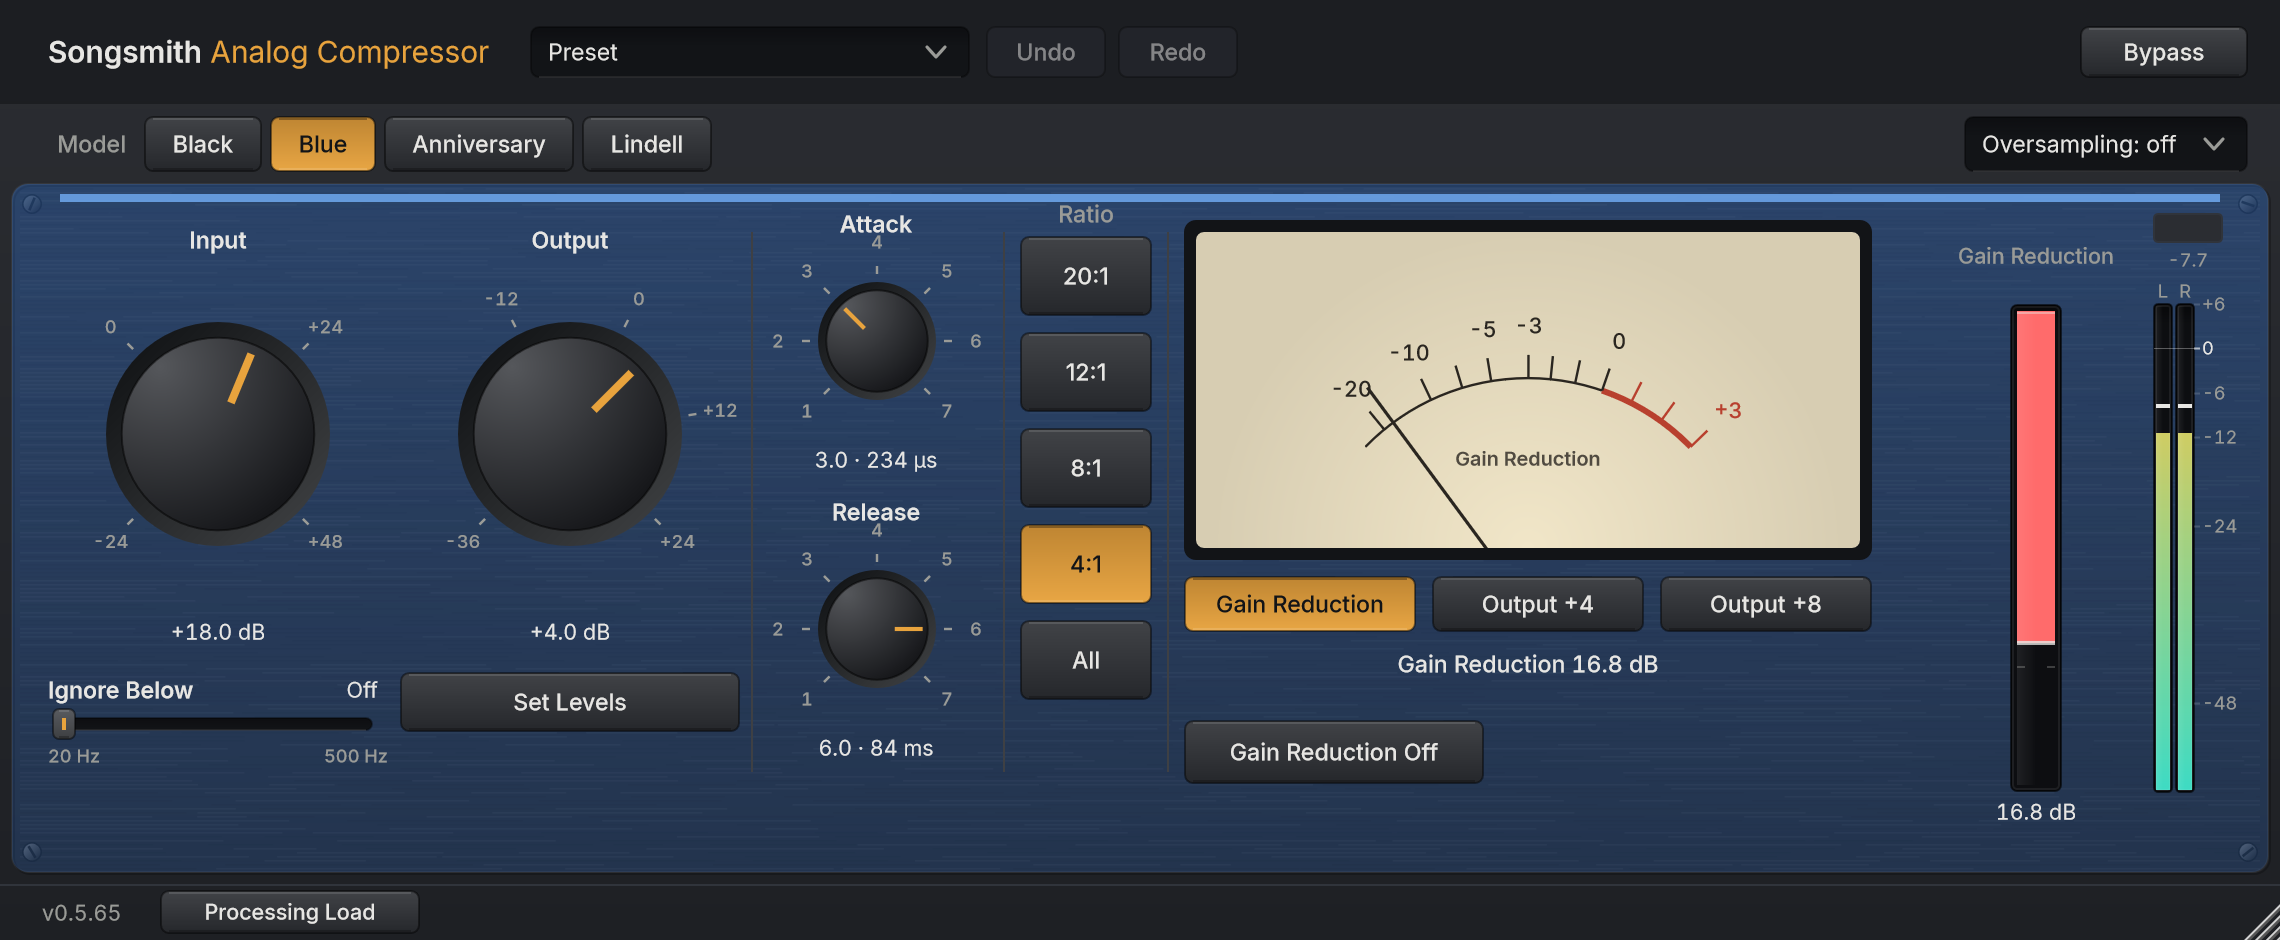 Songsmith Analog Compressor
Preset
Undo
Redo
Bypass
Model
Black
Blue
Anniversary
Lindell
Oversampling: off
Input
0
+24
-24
+48
+18.0 dB
Ignore Below
Off
20 Hz
500 Hz
Output
-12
0
+12
-36
+24
+4.0 dB
Set Levels
Attack
4
3
5
2
6
1
7
3.0 · 234 µs
Release
4
3
5
2
6
1
7
6.0 · 84 ms
Ratio
20:1
12:1
8:1
4:1
All
-20
-10
-5
-3
0
+3
Gain Reduction
Gain Reduction
Output +4
Output +8
Gain Reduction 16.8 dB
Gain Reduction Off
Gain Reduction
16.8 dB
-7.7
L R
+6
-0
-6
-12
-24
-48
v0.5.65
Processing Load